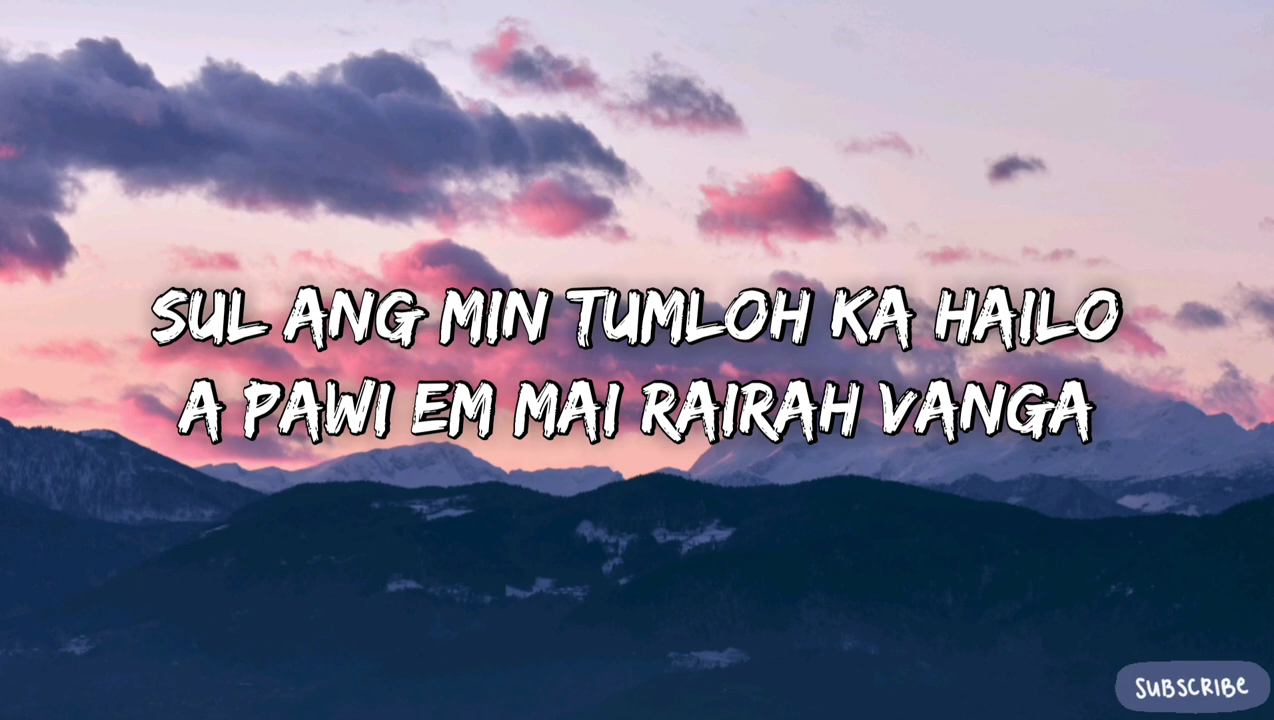 SUL ANG MIN TUMLOH KA HAILO
A PAWI EM MAI RAIRAH VANGA
SUBSCRIBE